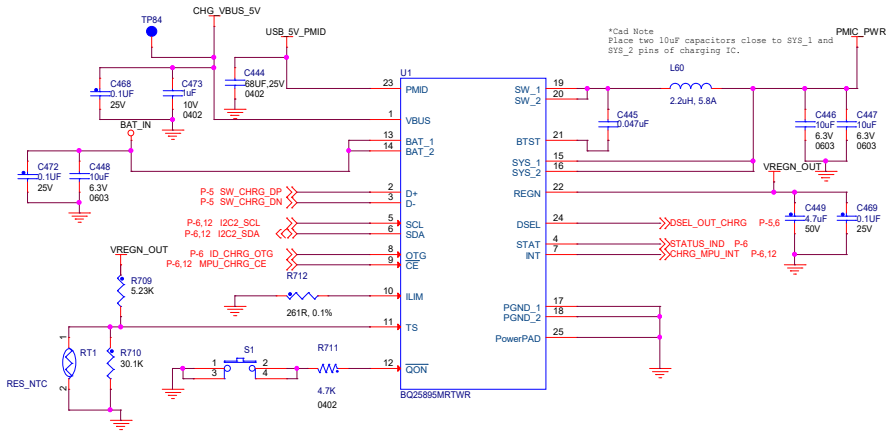 CHG_VBUS_5V
TP84
USB_5V_PMID
*Cad Note
Place two 10uF capacitors close to SYS_1 and
SYS_2 pins of charging IC.
PMIC_PWR
C468
0.1UF
25V
C473
1uF
10V
0402
C444
68UF,25V
0402
BAT_IN
C472
0.1UF
25V
C448
10uF
6.3V
0603
U1
23 PMID
1 VBUS
13 BAT_1
14 BAT_2
P-5 SW_CHRG_DP 2 D+
P-5 SW_CHRG_DN 3 D-
P-6,12 I2C2_SCL 5 SCL
P-6,12 I2C2_SDA 6 SDA
P-6 ID_CHRG_OTG 8 OTG
P-6,12 MPU_CHRG_CE 9 CE
R712
261R, 0.1%
10 ILIM
11 TS
12 QON
VREGN_OUT
R709
5.23K
1
RT1
2
RES_NTC
R710
30.1K
S1
1 2
3 4
R711
4.7K
0402
BQ25895MRTWR
SW_1 19
SW_2 20
BTST 21
SYS_1 15
SYS_2 16
REGN 22
DSEL 24 DSEL_OUT_CHRG P-5,6
STAT 4 STATUS_IND P-6
INT 7 CHRG_MPU_INT P-6,12
PGND_1 17
PGND_2 18
PowerPAD 25
L60
2.2uH, 5.8A
C445
0.047uF
C446
10uF
6.3V
0603
C447
10uF
6.3V
0603
VREGN_OUT
C449
4.7uF
50V
C469
0.1UF
25V